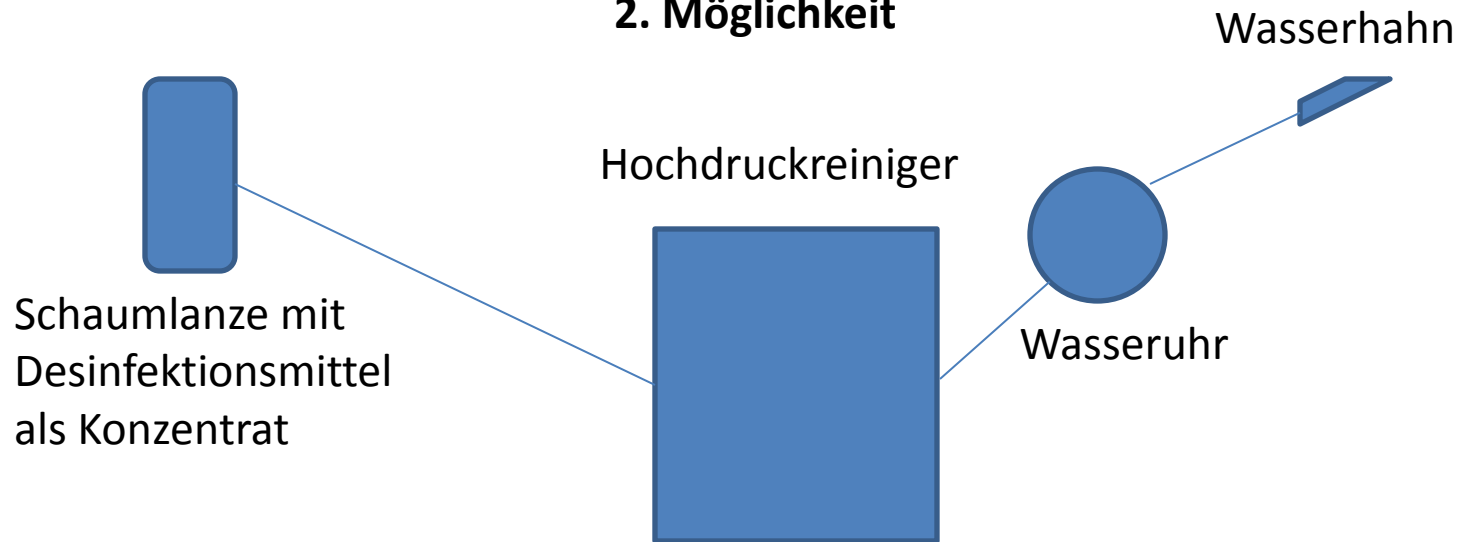 2. Möglichkeit
Wasserhahn
Hochdruckreiniger
Schaumlanze mit
Desinfektionsmittel
als Konzentrat
Wasseruhr